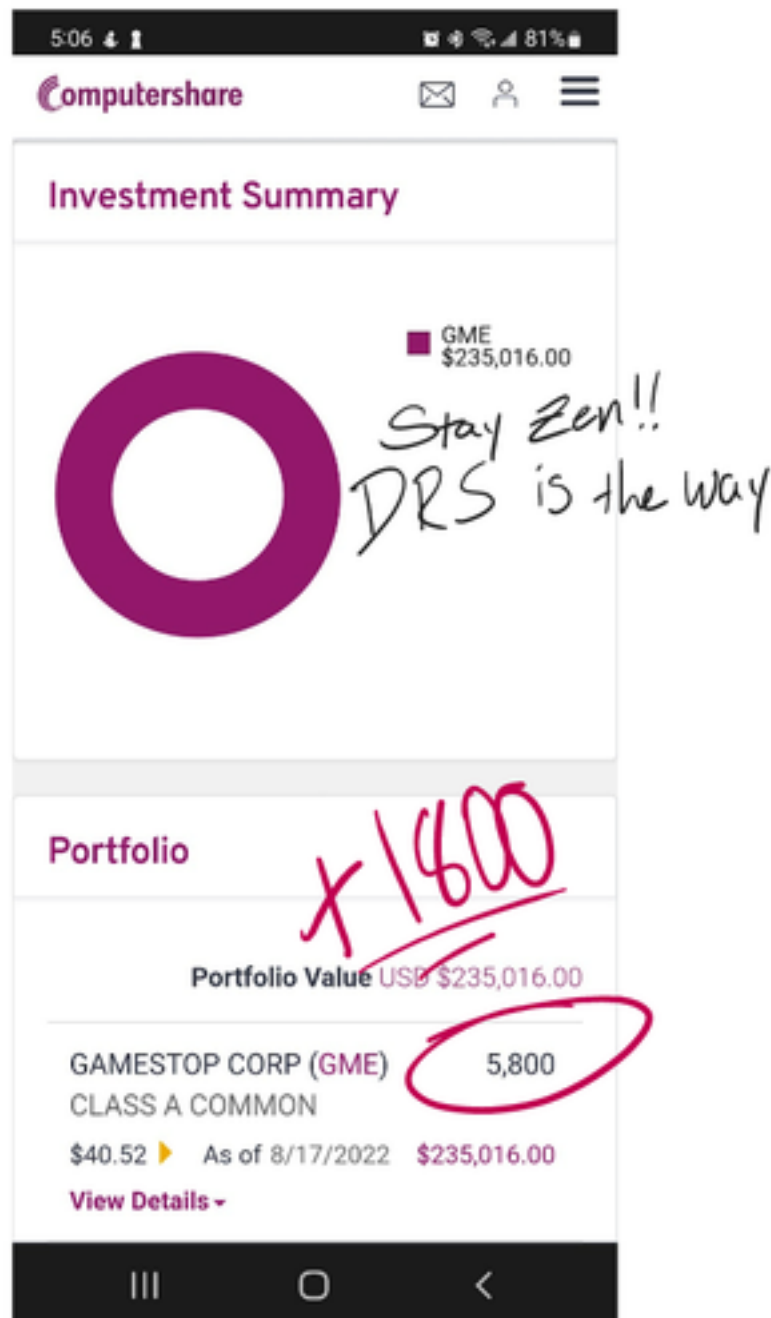 5:06 81%
Computershare
Investment Summary
GME
$235,016.00
Stay Zen!!
DRS is the way
Portfolio
+1800
Portfolio Value USD $235,016.00
GAMESTOP CORP (GME) 5,800
CLASS A COMMON
$40.52 As of 8/17/2022 $235,016.00
View Details